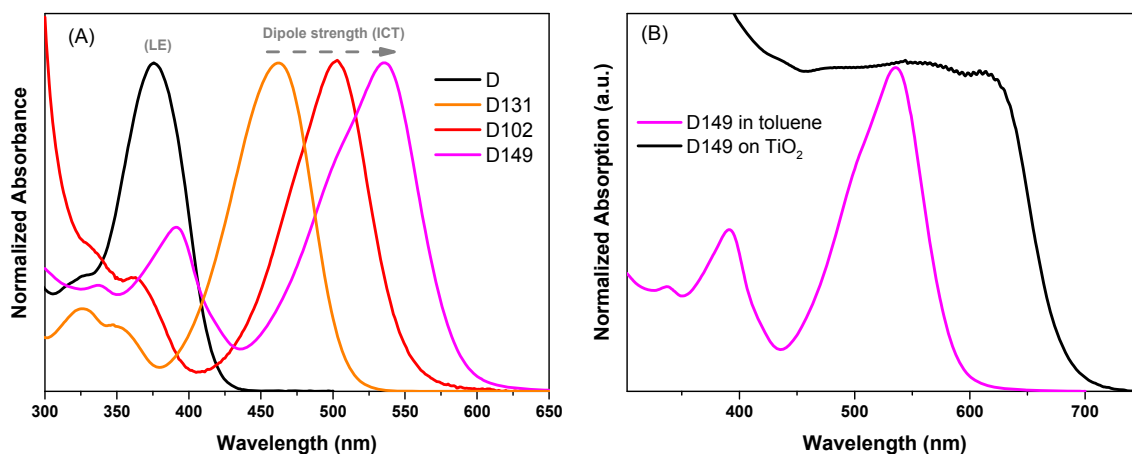 (A)
(LE)
Dipole strength (ICT)
D
D131
D102
D149
Normalized Absorbance
300 350 400 450 500 550 600 650
Wavelength (nm)
(B)
D149 in toluene
D149 on TiO₂
Normalized Absorption (a.u.)
400 500 600 700
Wavelength (nm)